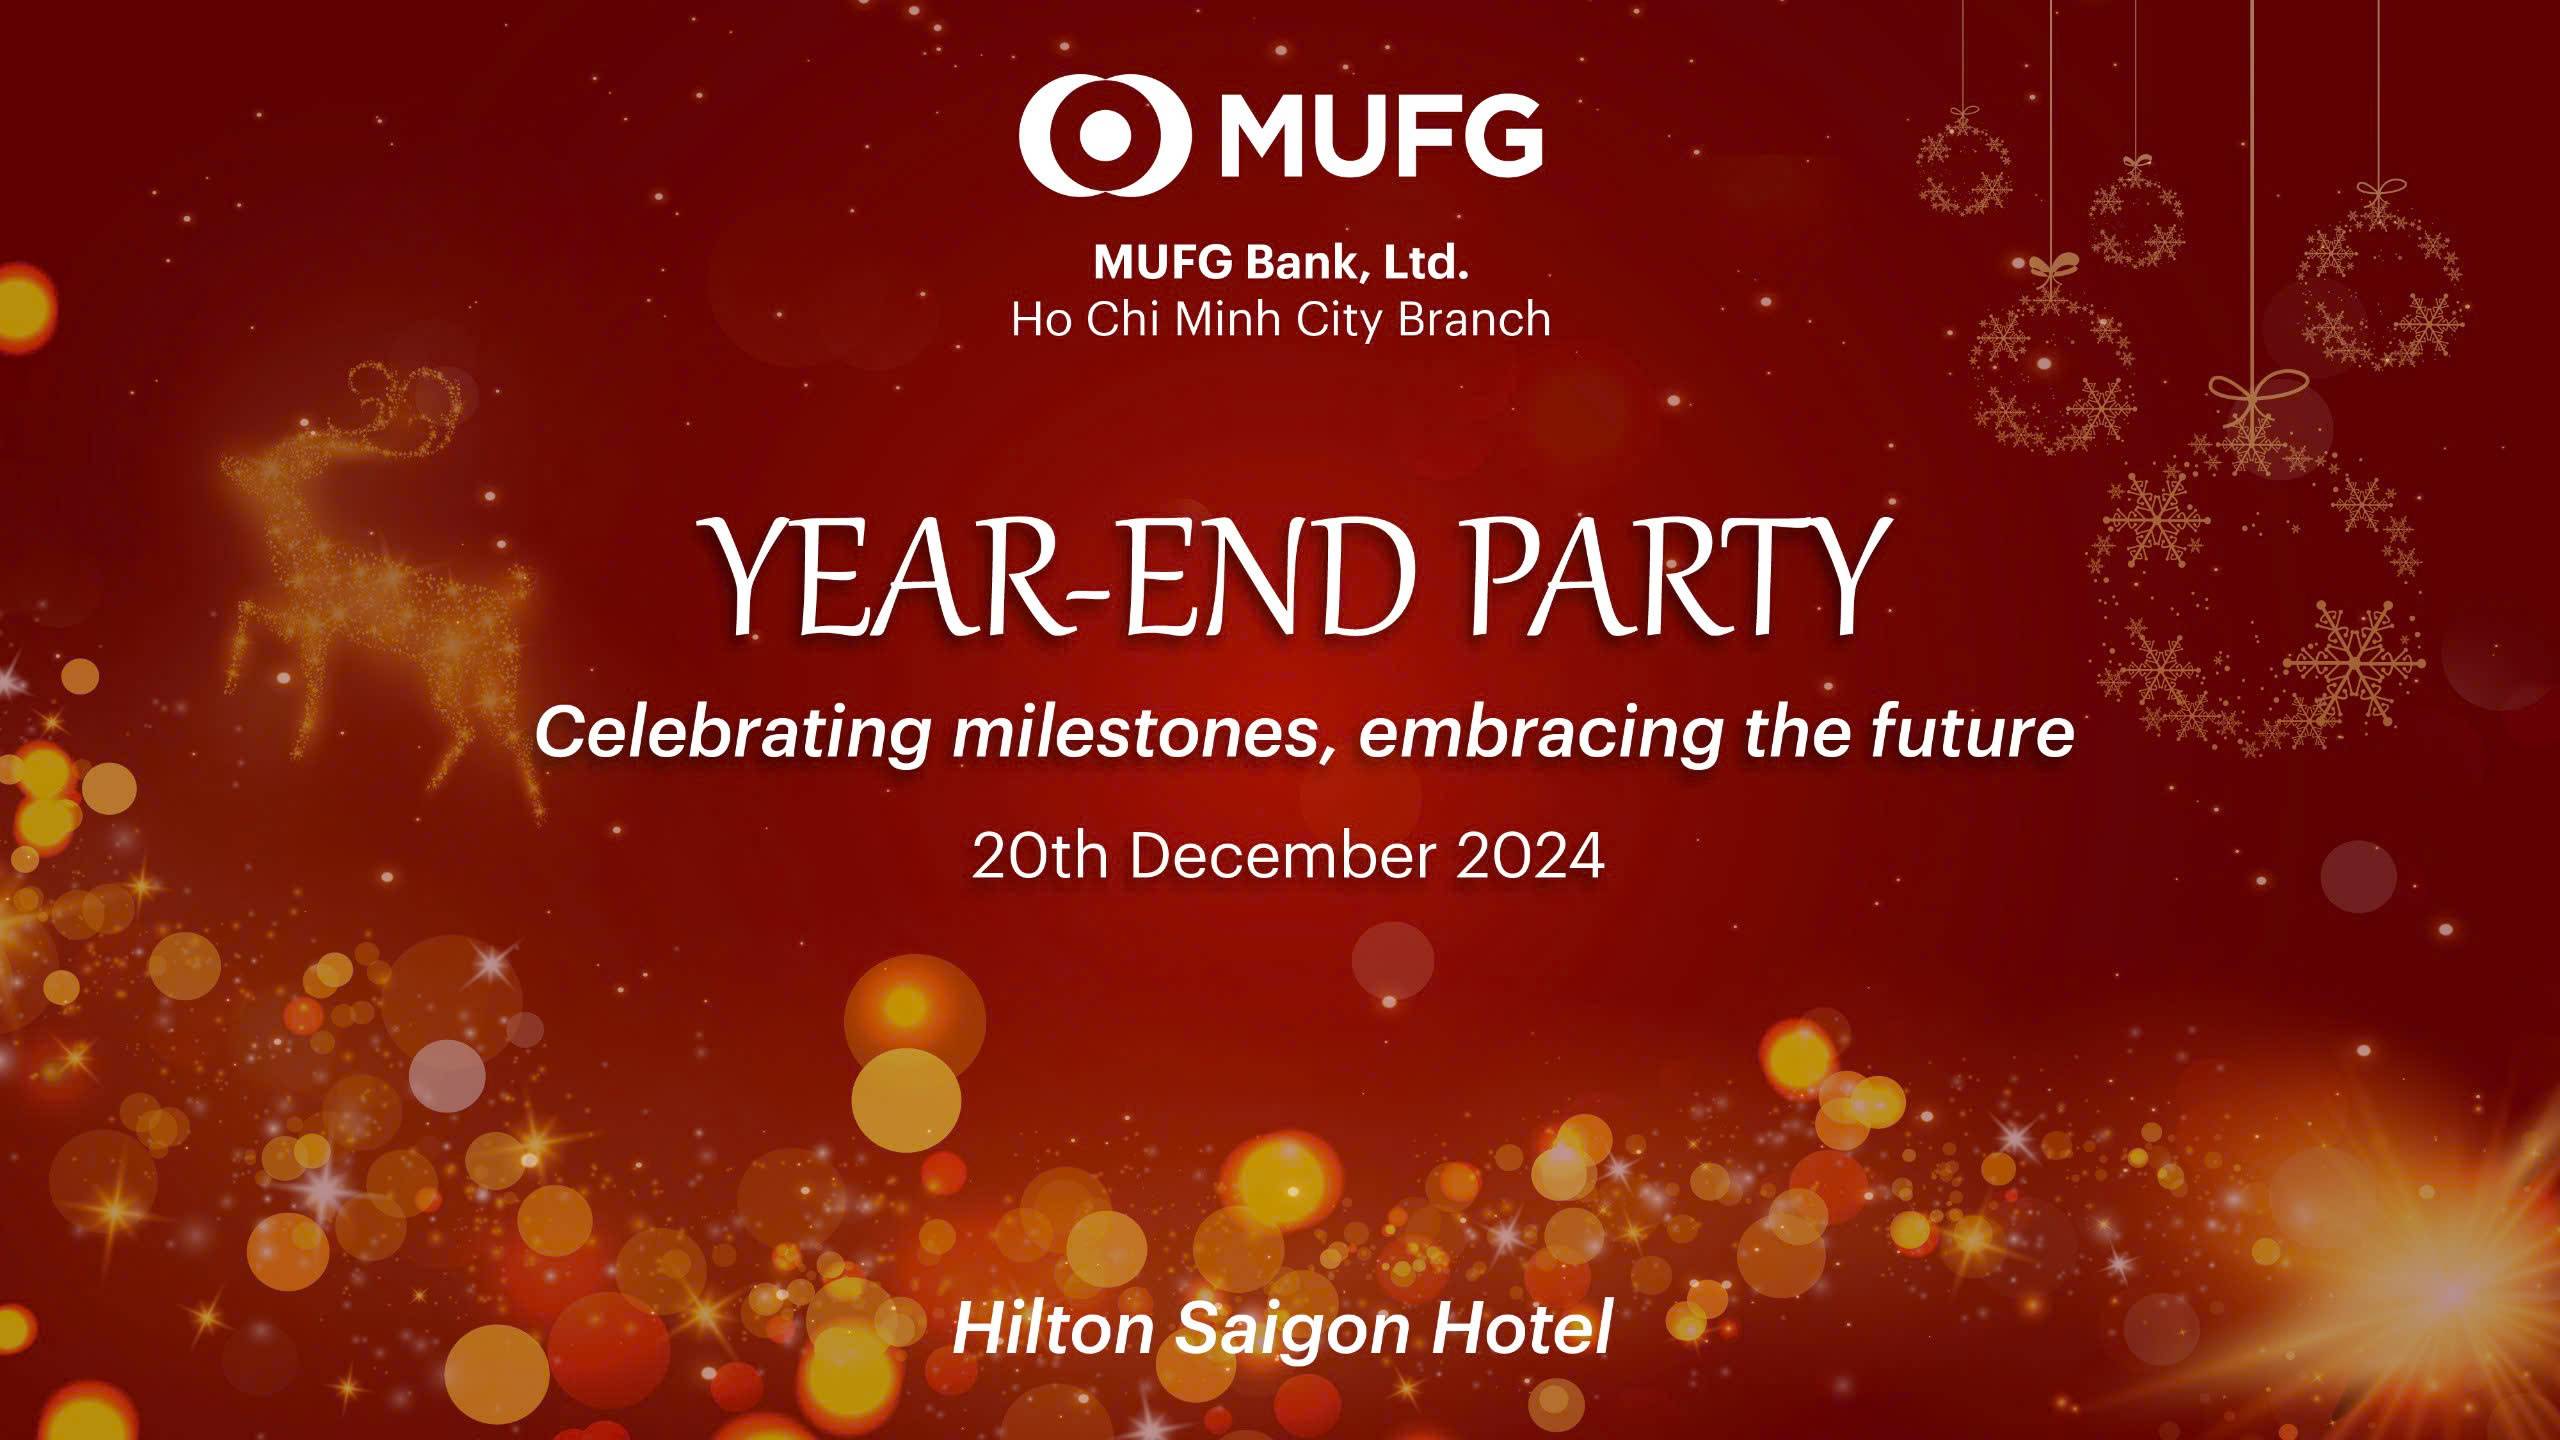 MUFG
MUFG Bank, Ltd.
Ho Chi Minh City Branch
YEAR-END PARTY
Celebrating milestones, embracing the future
20th December 2024
Hilton Saigon Hotel